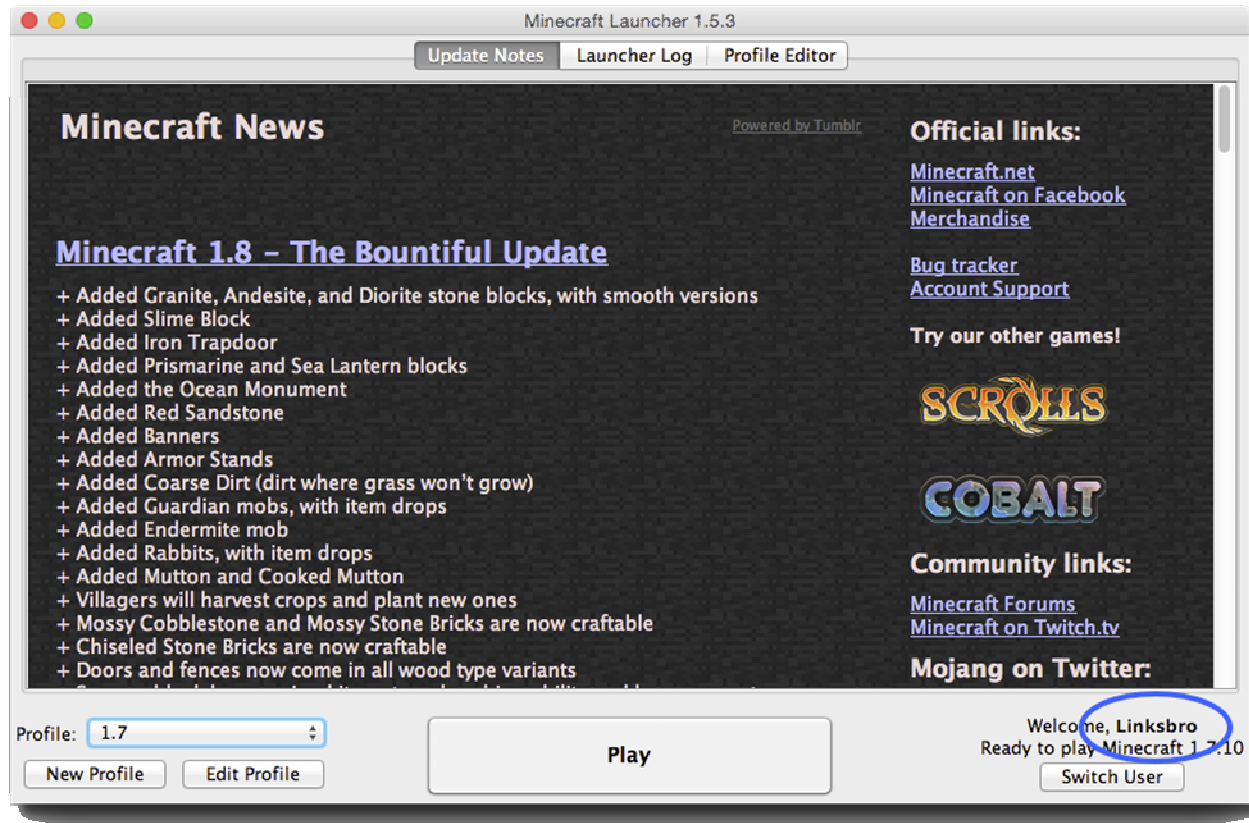 Minecraft Launcher 1.5.3
Update Notes Launcher Log Profile Editor
Minecraft News
Powered by Tumblr
Minecraft 1.8 – The Bountiful Update
+ Added Granite, Andesite, and Diorite stone blocks, with smooth versions
+ Added Slime Block
+ Added Iron Trapdoor
+ Added Prismarine and Sea Lantern blocks
+ Added the Ocean Monument
+ Added Red Sandstone
+ Added Banners
+ Added Armor Stands
+ Added Coarse Dirt (dirt where grass won't grow)
+ Added Guardian mobs, with item drops
+ Added Endermite mob
+ Added Rabbits, with item drops
+ Added Mutton and Cooked Mutton
+ Villagers will harvest crops and plant new ones
+ Mossy Cobblestone and Mossy Stone Bricks are now craftable
+ Chiseled Stone Bricks are now craftable
+ Doors and fences now come in all wood type variants
Official links:
Minecraft.net
Minecraft on Facebook
Merchandise
Bug tracker
Account Support
Try our other games!
SCROLLS
COBALT
Community links:
Minecraft Forums
Minecraft on Twitch.tv
Mojang on Twitter:
Profile: 1.7
New Profile Edit Profile
Play
Welcome, Linksbro
Ready to play Minecraft 1.7.10
Switch User